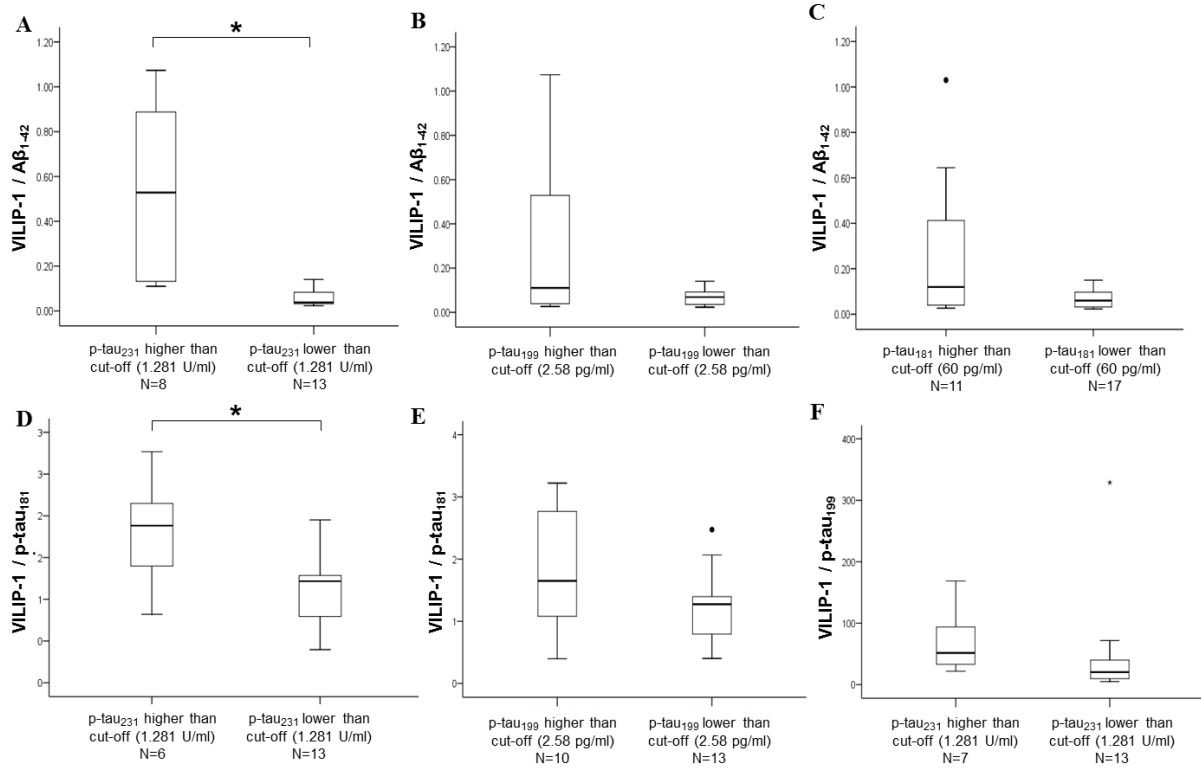 A
*
VILIP-1 / Aβ1-42
1.20
1.00
0.80
0.60
0.40
0.20
0.00
p-tau231 higher than
cut-off (1.281 U/ml)
N=8
p-tau231 lower than
cut-off (1.281 U/ml)
N=13
B
VILIP-1 / Aβ1-42
1.20
1.00
0.80
0.60
0.40
0.20
0.00
p-tau199 higher than
cut-off (2.58 pg/ml)
p-tau199 lower than
cut-off (2.58 pg/ml)
C
VILIP-1 / Aβ1-42
1.20
1.00
0.80
0.60
0.40
0.20
0.00
p-tau181 higher than
cut-off (60 pg/ml)
N=11
p-tau181 lower than
cut-off (60 pg/ml)
N=17
D
*
VILIP-1 / p-tau181
3
3
2
2
1
0
0
p-tau231 higher than
cut-off (1.281 U/ml)
N=6
p-tau231 lower than
cut-off (1.281 U/ml)
N=13
E
VILIP-1 / p-tau181
4
3
2
1
0
p-tau199 higher than
cut-off (2.58 pg/ml)
N=10
p-tau199 lower than
cut-off (2.58 pg/ml)
N=13
F
VILIP-1 / p-tau199
400
300
200
100
0
*
p-tau231 higher than
cut-off (1.281 U/ml)
N=7
p-tau231 lower than
cut-off (1.281 U/ml)
N=13